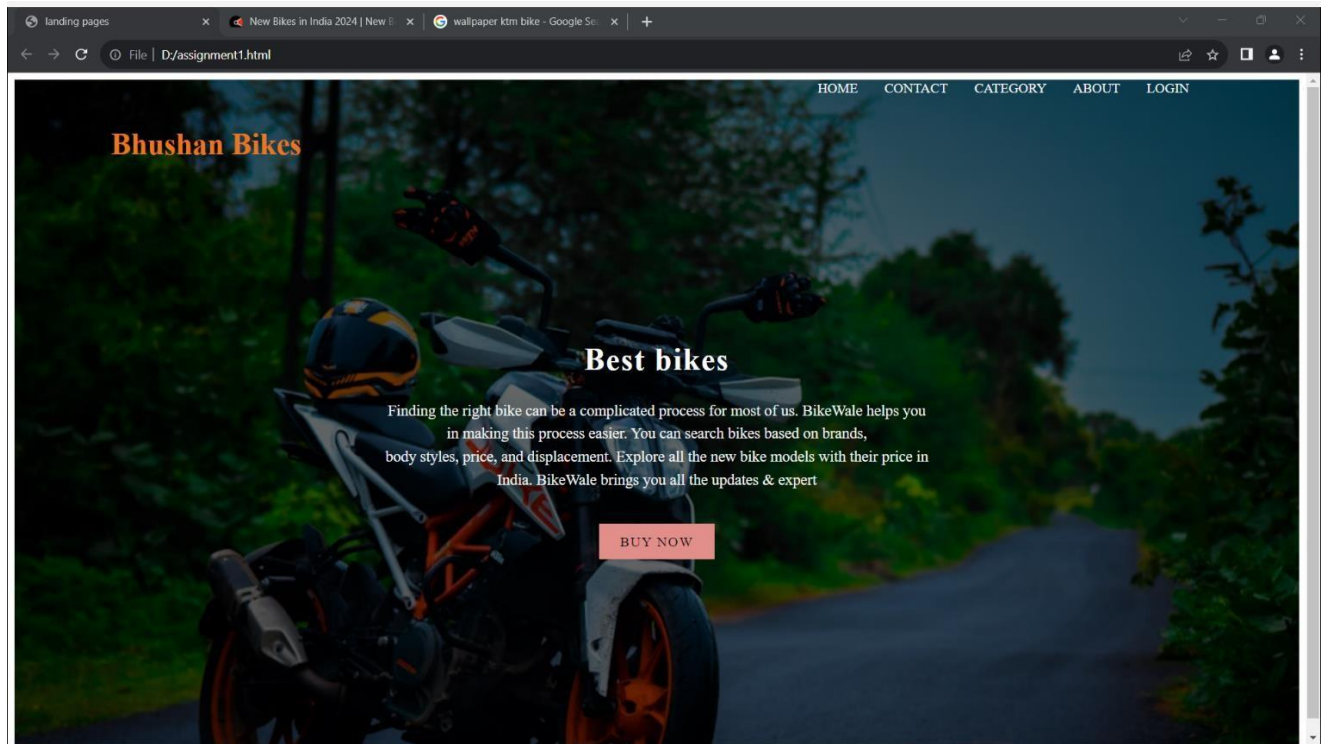 landing pages
New Bikes in India 2024 | New B
wallpaper ktm bike - Google Se
File | D:/assignment1.html
HOME CONTACT CATEGORY ABOUT LOGIN
Bhushan Bikes
Best bikes
Finding the right bike can be a complicated process for most of us. BikeWale helps you
in making this process easier. You can search bikes based on brands,
body styles, price, and displacement. Explore all the new bike models with their price in
India. BikeWale brings you all the updates & expert
BUY NOW